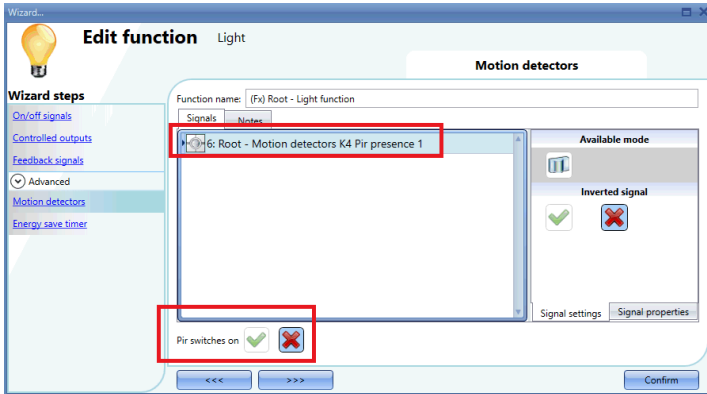 Wizard...
Edit function Light
Motion detectors
Wizard steps
On/off signals
Controlled outputs
Feedback signals
Advanced
Motion detectors
Energy save timer
Function name: (Fx) Root - Light function
Signals Notes
6: Root - Motion detectors K4 Pir presence 1
Available mode
Inverted signal
Signal settings Signal properties
Pir switches on
<<< >>> Confirm